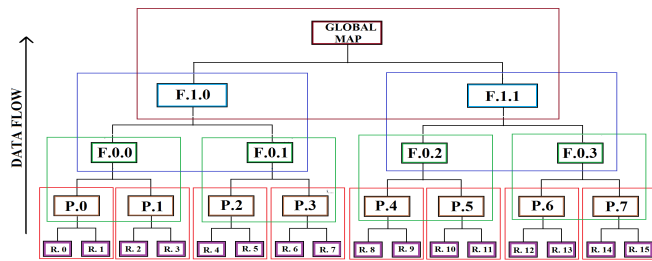 GLOBAL
MAP
F.1.0
F.1.1
DATA FLOW
F.0.0
F.0.1
F.0.2
F.0.3
P.0
P.1
P.2
P.3
P.4
P.5
P.6
P.7
R. 0
R. 1
R. 2
R. 3
R. 4
R. 5
R. 6
R. 7
R. 8
R. 9
R. 10
R. 11
R. 12
R. 13
R. 14
R. 15